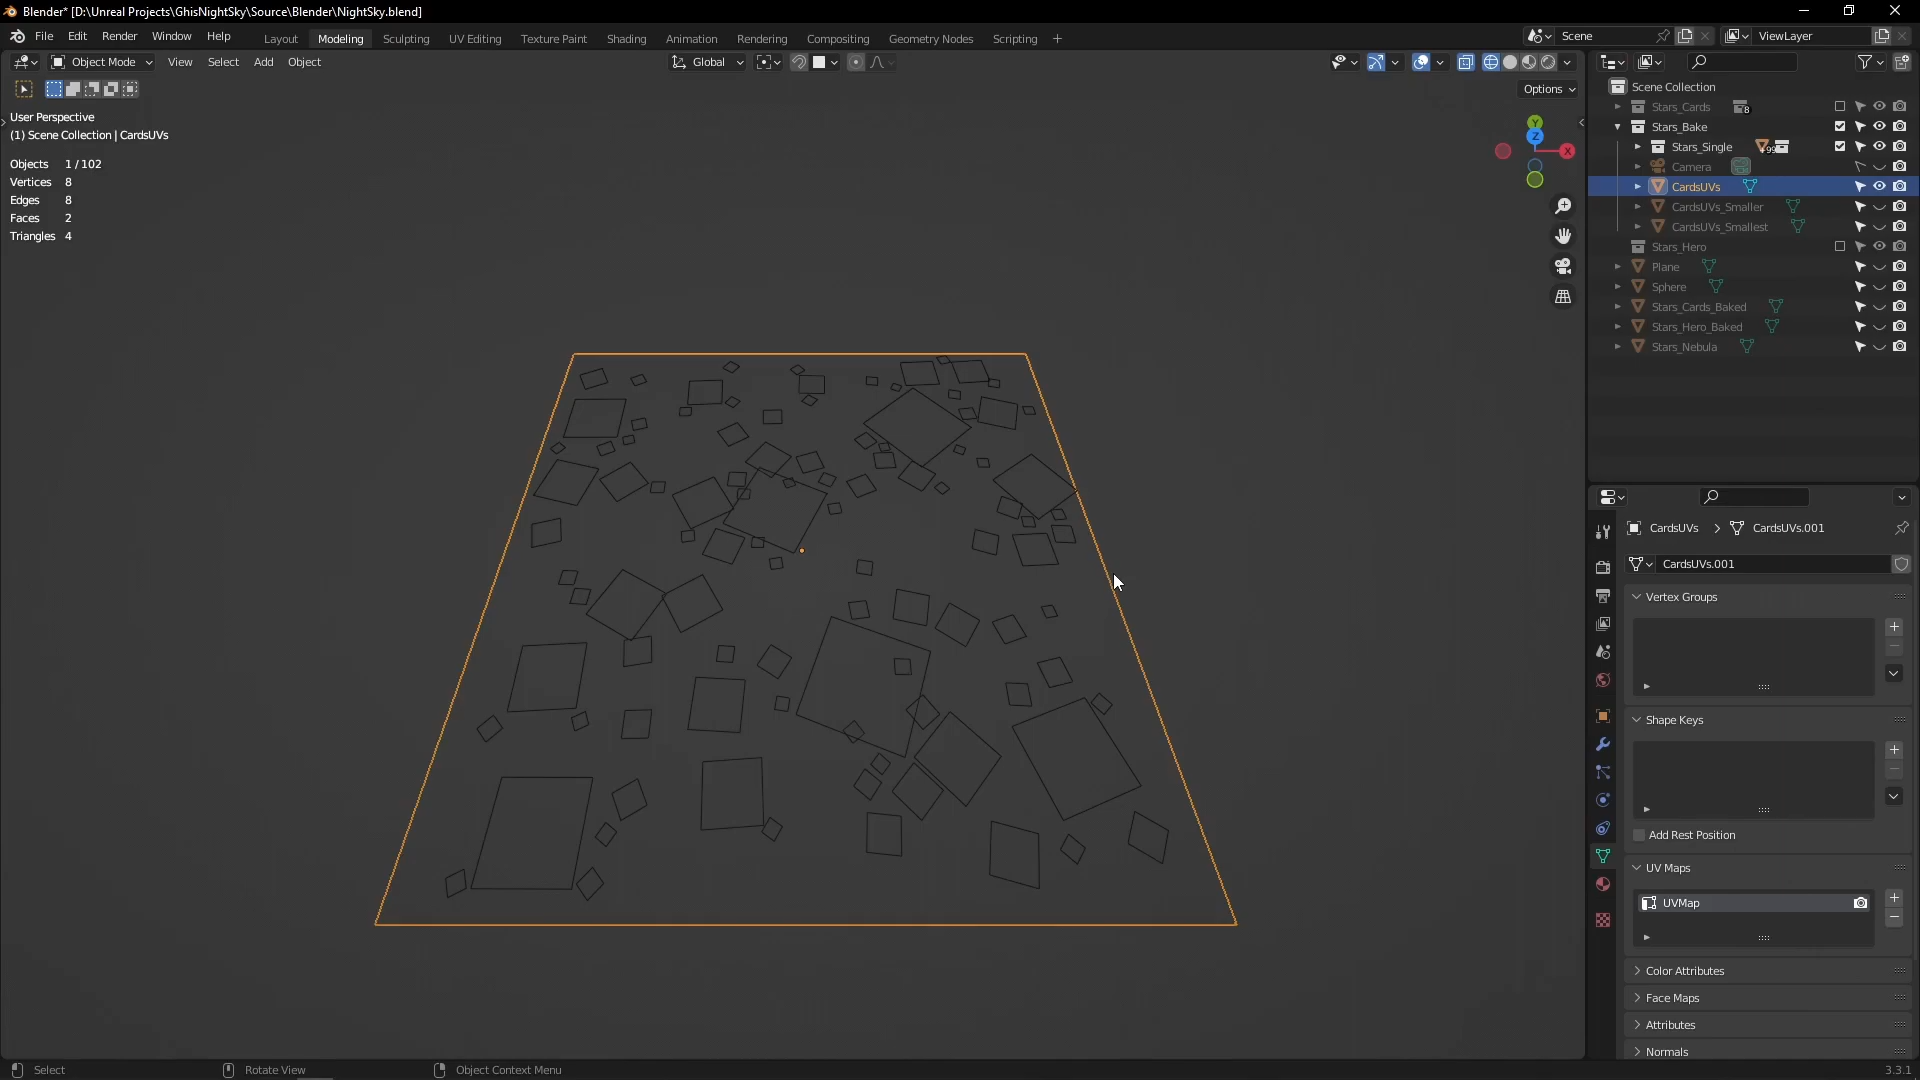 Blender* [D:\Unreal Projects\GhisNightSky\Source\Blender\NightSky.blend]
File Edit Render Window Help Layout Modeling Sculpting UV Editing Texture Paint Shading Animation Rendering Compositing Geometry Nodes Scripting + Scene ViewLayer
Object Mode View Select Add Object Global
Options
User Perspective
(1) Scene Collection | CardsUVs
Objects 1 / 102
Vertices 8
Edges 8
Faces 2
Triangles 4
Y
Z
X
Scene Collection
Stars_Cards 8
Stars_Bake
Stars_Single +99
Camera
CardsUVs
CardsUVs_Smaller
CardsUVs_Smallest
Stars_Hero
Plane
Sphere
Stars_Cards_Baked
Stars_Hero_Baked
Stars_Nebula
CardsUVs > CardsUVs.001
CardsUVs.001
Vertex Groups
Shape Keys
Add Rest Position
UV Maps
UVMap
Color Attributes
Face Maps
Attributes
Normals
Select Rotate View Object Context Menu 3.3.1